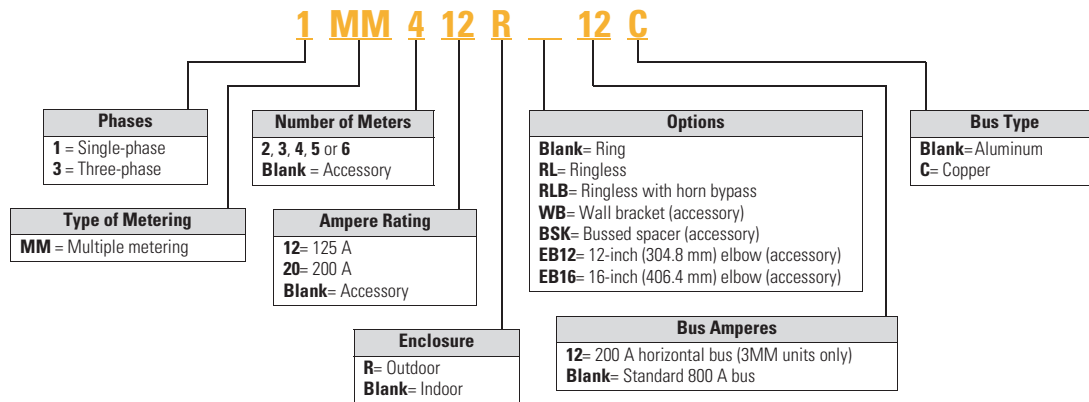 1 MM 4 12 R __ 12 C
Phases
1 = Single-phase
3 = Three-phase
Number of Meters
2, 3, 4, 5 or 6
Blank = Accessory
Options
Blank= Ring
RL= Ringless
RLB= Ringless with horn bypass
WB= Wall bracket (accessory)
BSK= Bussed spacer (accessory)
EB12= 12-inch (304.8 mm) elbow (accessory)
EB16= 16-inch (406.4 mm) elbow (accessory)
Bus Type
Blank= Aluminum
C= Copper
Type of Metering
MM = Multiple metering
Ampere Rating
12= 125 A
20= 200 A
Blank= Accessory
Enclosure
R= Outdoor
Blank= Indoor
Bus Amperes
12= 200 A horizontal bus (3MM units only)
Blank= Standard 800 A bus